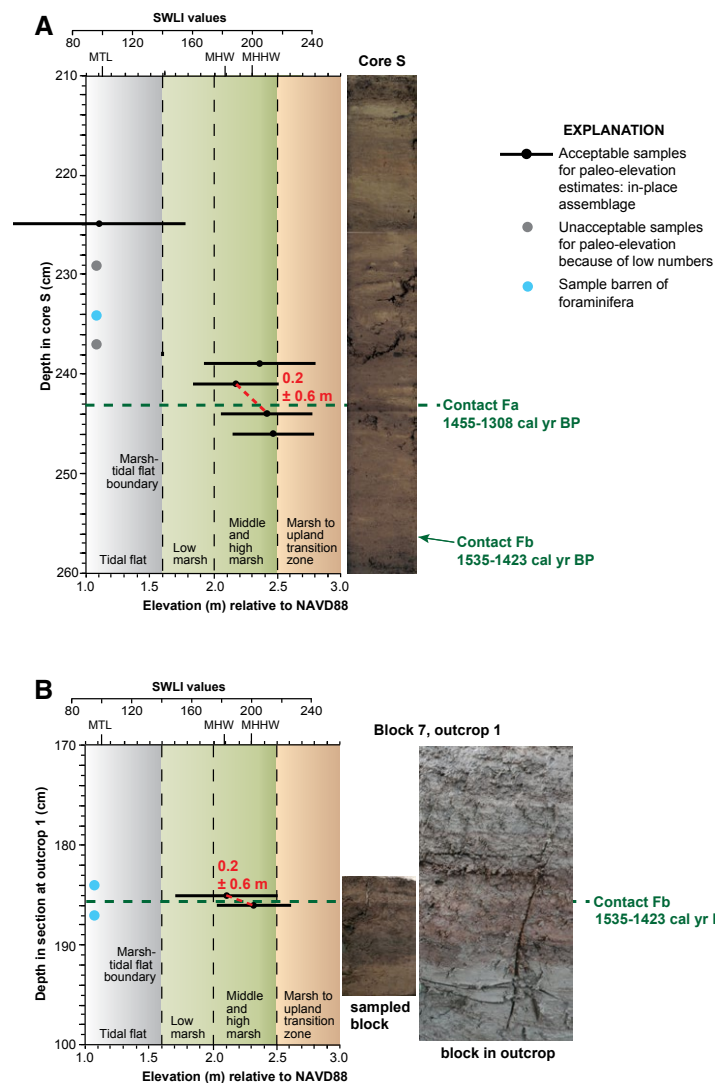 A
SWLI values
80 120 160 200 240
MTL MHW MHHW
Core S
210
220
230
240
250
260
Depth in core S (cm)
0.2
± 0.6 m
Marsh-
tidal flat
boundary
Tidal flat
Low
marsh
Middle
and
high
marsh
Marsh to
upland
transition
zone
1.0 1.5 2.0 2.5 3.0
Elevation (m) relative to NAVD88
EXPLANATION
Acceptable samples
for paleo-elevation
estimates: in-place
assemblage
Unacceptable samples
for paleo-elevation
because of low numbers
Sample barren of
foraminifera
Contact Fa
1455-1308 cal yr BP
Contact Fb
1535-1423 cal yr BP
B
SWLI values
80 120 160 200 240
MTL MHW MHHW
Block 7, outcrop 1
170
180
190
100
Depth in section at outcrop 1 (cm)
0.2
± 0.6 m
Marsh-
tidal flat
boundary
Tidal flat
Low
marsh
Middle
and
high
marsh
Marsh to
upland
transition
zone
1.0 1.5 2.0 2.5 3.0
Elevation (m) relative to NAVD88
sampled
block
block in outcrop
Contact Fb
1535-1423 cal yr